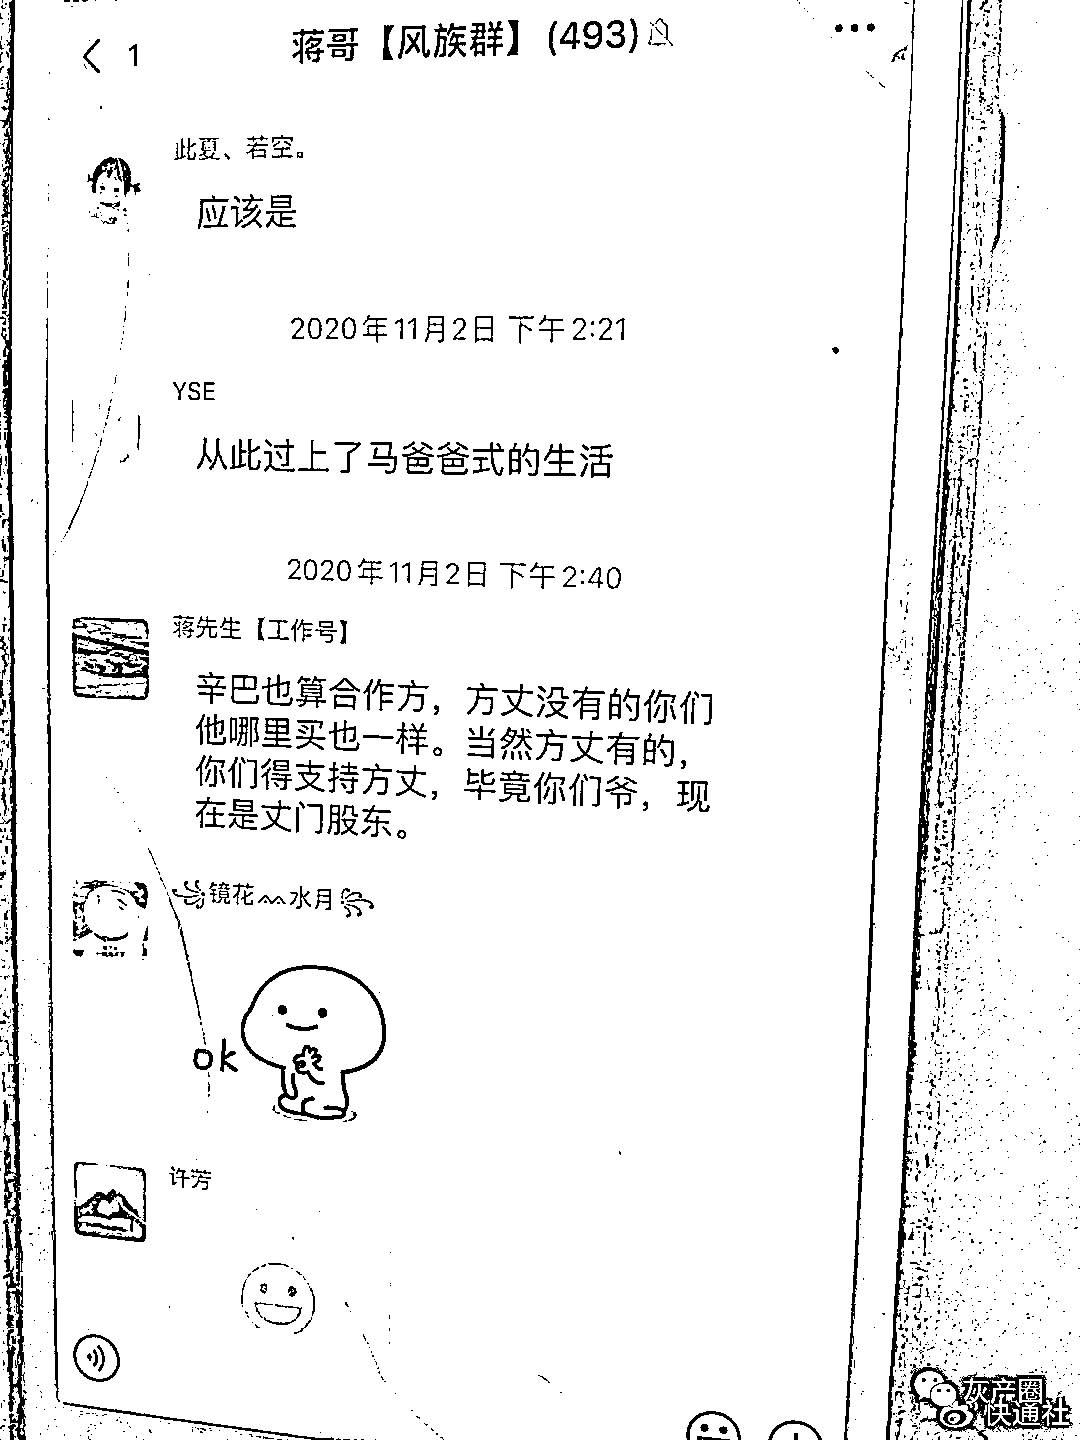 1
蒋哥【风族群】(493)
此夏、若空。
应该是
2020年11月2日 下午2:21
YSE
从此过上了马爸爸式的生活
2020年11月2日 下午2:40
蒋先生【工作号】
辛巴也算合作方，方丈没有的你们
他哪里买也一样。当然方丈有的，
你们得支持方丈，毕竟你们爷，现
在是丈门股东。
镜花水月
ok
许芳
灰产圈
快通社